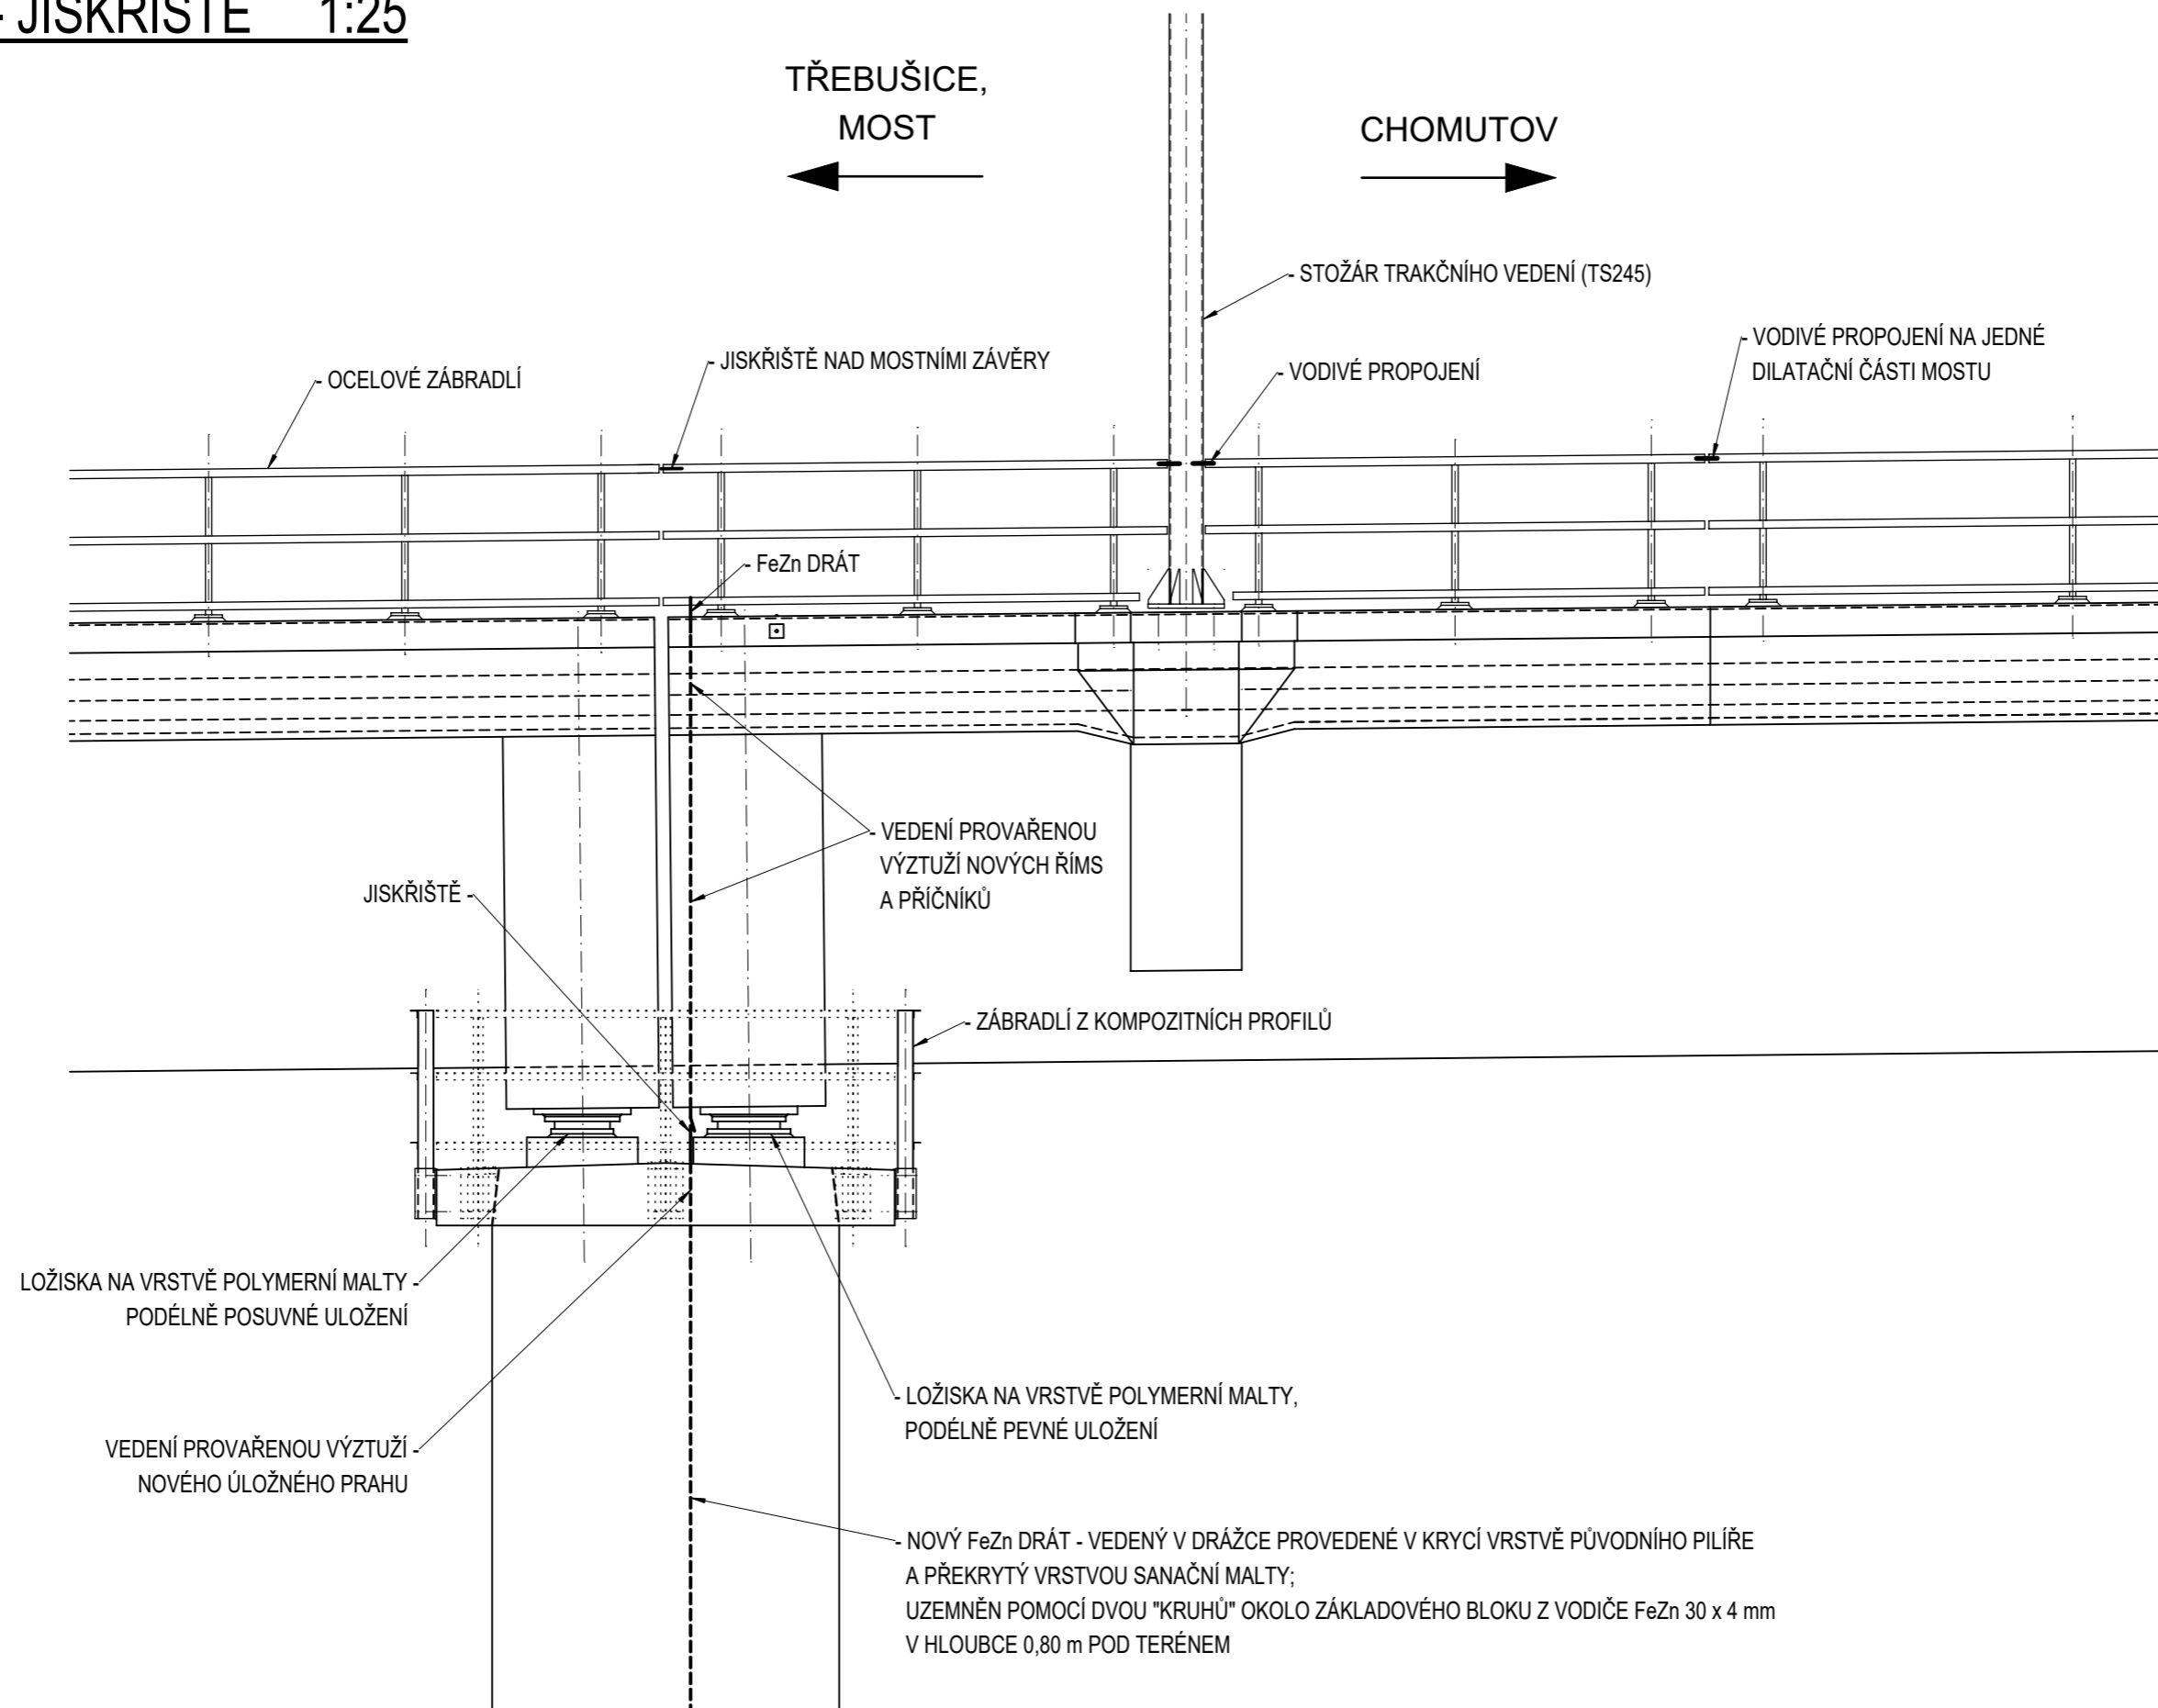 - JISKŘIŠTĚ 1:25
TŘEBUŠICE,
MOST
CHOMUTOV
- STOŽÁR TRAKČNÍHO VEDENÍ (TS245)
- VODIVÉ PROPOJENÍ NA JEDNÉ
DILATAČNÍ ČÁSTI MOSTU
- JISKŘIŠTĚ NAD MOSTNÍMI ZÁVĚRY
- VODIVÉ PROPOJENÍ
- OCELOVÉ ZÁBRADLÍ
- FeZn DRÁT
- VEDENÍ PROVAŘENOU
VÝZTUŽÍ NOVÝCH ŘÍMS
A PŘÍČNÍKŮ
JISKŘIŠTĚ -
- ZÁBRADLÍ Z KOMPOZITNÍCH PROFILŮ
LOŽISKA NA VRSTVĚ POLYMERNÍ MALTY -
PODÉLNĚ POSUVNÉ ULOŽENÍ
- LOŽISKA NA VRSTVĚ POLYMERNÍ MALTY,
PODÉLNĚ PEVNÉ ULOŽENÍ
VEDENÍ PROVAŘENOU VÝZTUŽÍ -
NOVÉHO ÚLOŽNÉHO PRAHU
- NOVÝ FeZn DRÁT - VEDENÝ V DRÁŽCE PROVEDENÉ V KRYCÍ VRSTVĚ PŮVODNÍHO PILÍŘE
A PŘEKRYTÝ VRSTVOU SANAČNÍ MALTY;
UZEMNĚN POMOCÍ DVOU "KRUHŮ" OKOLO ZÁKLADOVÉHO BLOKU Z VODIČE FeZn 30 x 4 mm
V HLOUBCE 0,80 m POD TERÉNEM